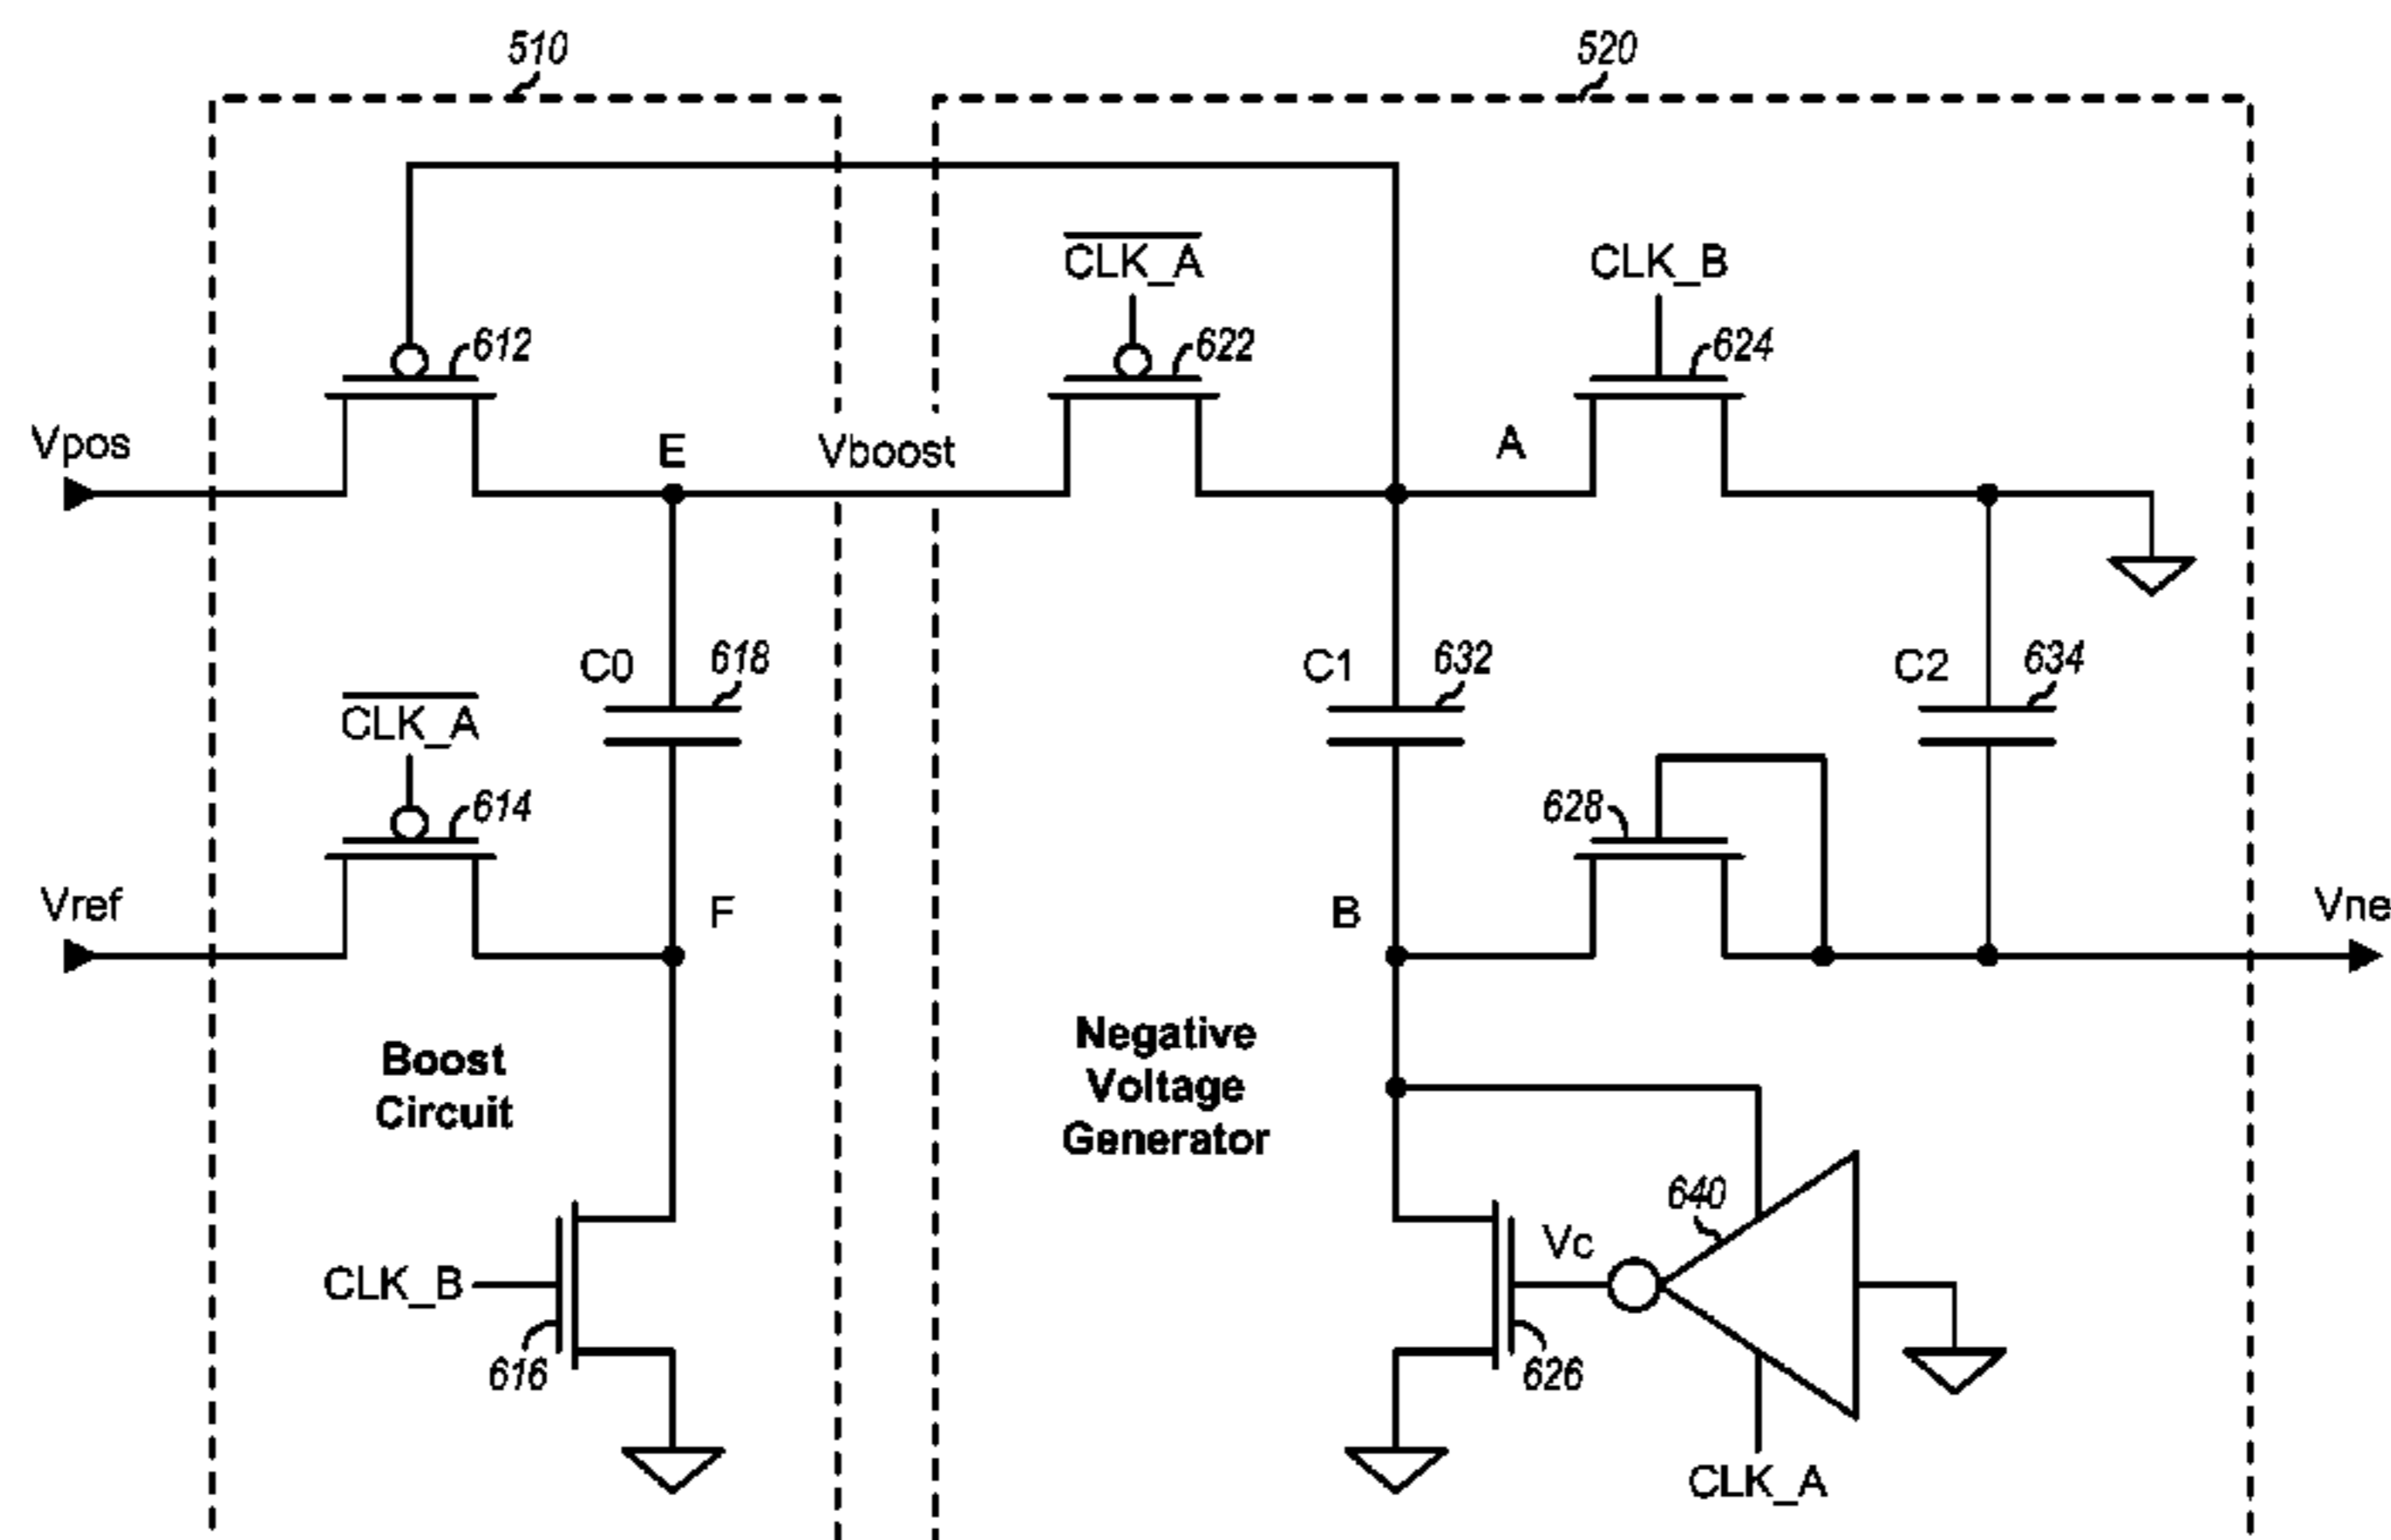 510
520
CLK_A
CLK_B
612
622
624
Vpos
E
Vboost
A
C0
618
C1
632
C2
634
CLK_A
614
628
Vref
F
B
Vne
Boost
Circuit
Negative
Voltage
Generator
640
Vc
CLK_B
616
626
CLK_A